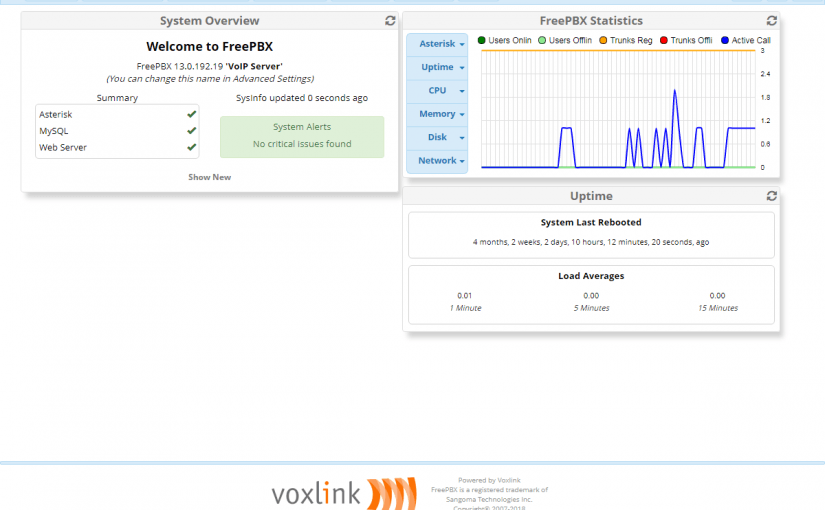 System Overview
Welcome to FreePBX
FreePBX 13.0.192.19 'VoIP Server'
(You can change this name in Advanced Settings)
Summary
SysInfo updated 0 seconds ago
Asterisk
MySQL
Web Server
System Alerts
No critical issues found
Show New
FreePBX Statistics
Asterisk
Uptime
CPU
Memory
Disk
Network
Users Onlin Users Offlin Trunks Reg Trunks Offli Active Call
3
2.4
1.8
1.2
0.6
0
Uptime
System Last Rebooted
4 months, 2 weeks, 2 days, 10 hours, 12 minutes, 20 seconds, ago
Load Averages
0.01 0.00 0.00
1 Minute 5 Minutes 15 Minutes
voxlink
Powered by Voxlink
FreePBX is a registered trademark of
Sangoma Technologies Inc.
Copyright© 2007-2018